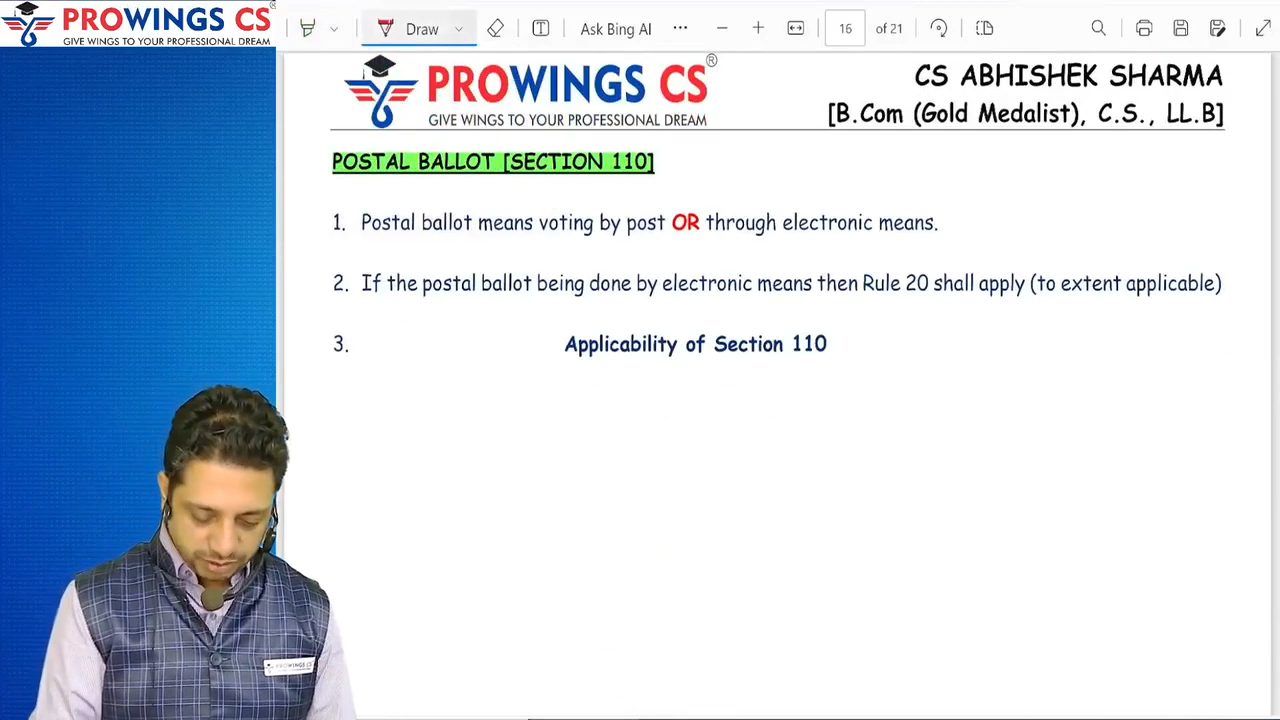 PROWINGS CS®
GIVE WINGS TO YOUR PROFESSIONAL DREAM
Draw
Ask Bing AI
16 of 21
PROWINGS CS®
GIVE WINGS TO YOUR PROFESSIONAL DREAM
CS ABHISHEK SHARMA
[B.Com (Gold Medalist), C.S., LL.B]
POSTAL BALLOT [SECTION 110]
1. Postal ballot means voting by post OR through electronic means.
2. If the postal ballot being done by electronic means then Rule 20 shall apply (to extent applicable)
3. Applicability of Section 110
PROWINGS CS